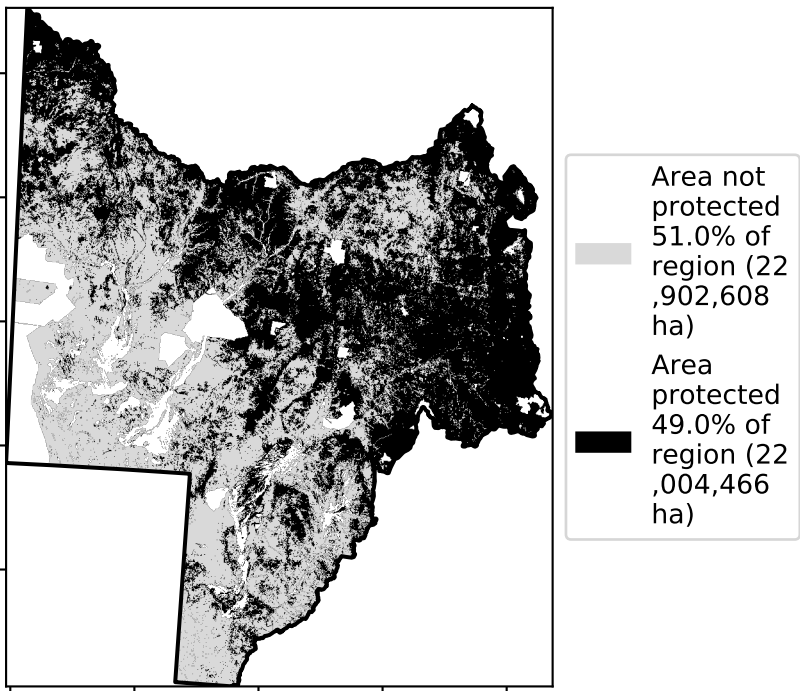 Area not
protected
51.0% of
region (22
,902,608
ha)
Area
protected
49.0% of
region (22
,004,466
ha)